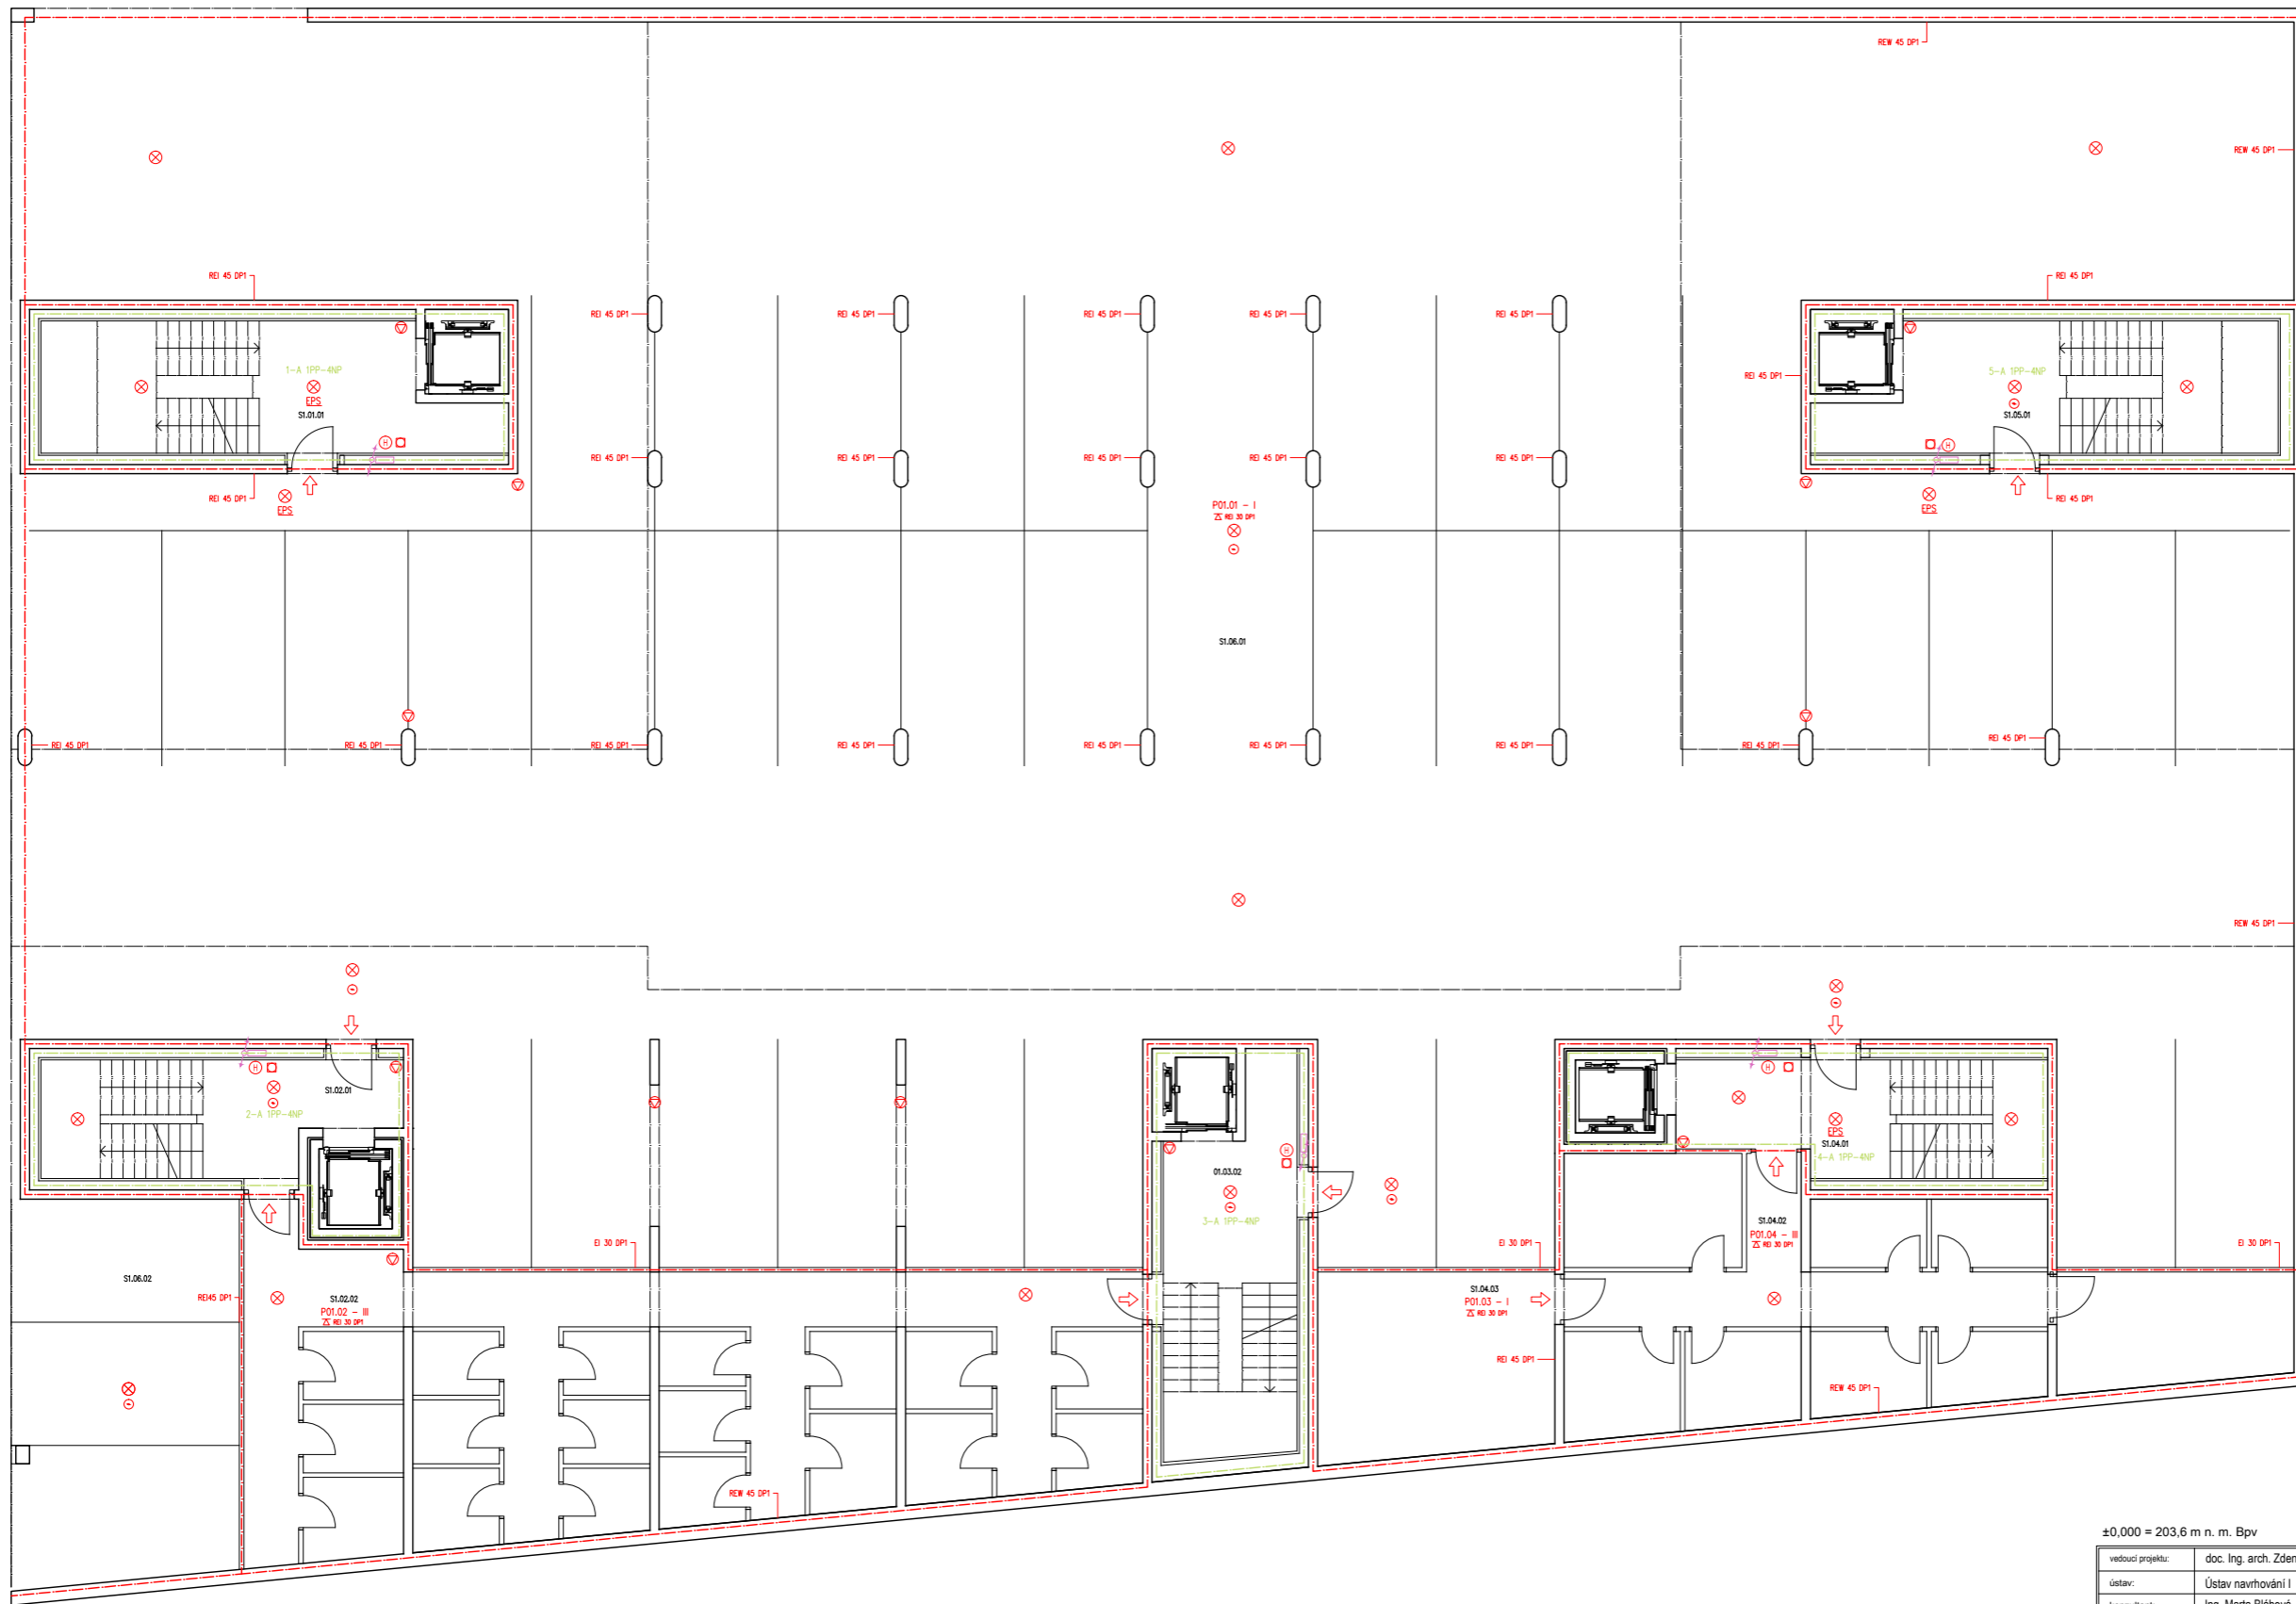 REW 45 DP1
REW 45 DP1
REI 45 DP1
REI 45 DP1
REI 45 DP1
REI 45 DP1
REI 45 DP1
REI 45 DP1
REI 45 DP1
1-A 1PP-4NP
EPS
S1.01.01
REI 45 DP1
5-A 1PP-4NP
S1.05.01
H
H
REI 45 DP1
REI 45 DP1
REI 45 DP1
REI 45 DP1
REI 45 DP1
REI 45 DP1
EPS
P01.01 - I
REI 30 DP1
EPS
REI 45 DP1
S1.06.01
REI 45 DP1
REI 45 DP1
REI 45 DP1
REI 45 DP1
REI 45 DP1
REI 45 DP1
REI 45 DP1
REI 45 DP1
REI 45 DP1
REW 45 DP1
H
S1.02.01
2-A 1PP-4NP
H
01.03.02
3-A 1PP-4NP
H
EPS
S1.04.01
4-A 1PP-4NP
S1.06.02
REI45 DP1
S1.02.02
P01.02 - III
REI 30 DP1
EI 30 DP1
EI 30 DP1
S1.04.03
P01.03 - I
REI 30 DP1
S1.04.02
P01.04 - III
REI 30 DP1
EI 30 DP1
REI 45 DP1
REW 45 DP1
REW 45 DP1
±0,000 = 203,6 m n. m. Bpv
vedoucí projektu: doc. Ing. arch. Zden
ústav: Ústav navrhování I